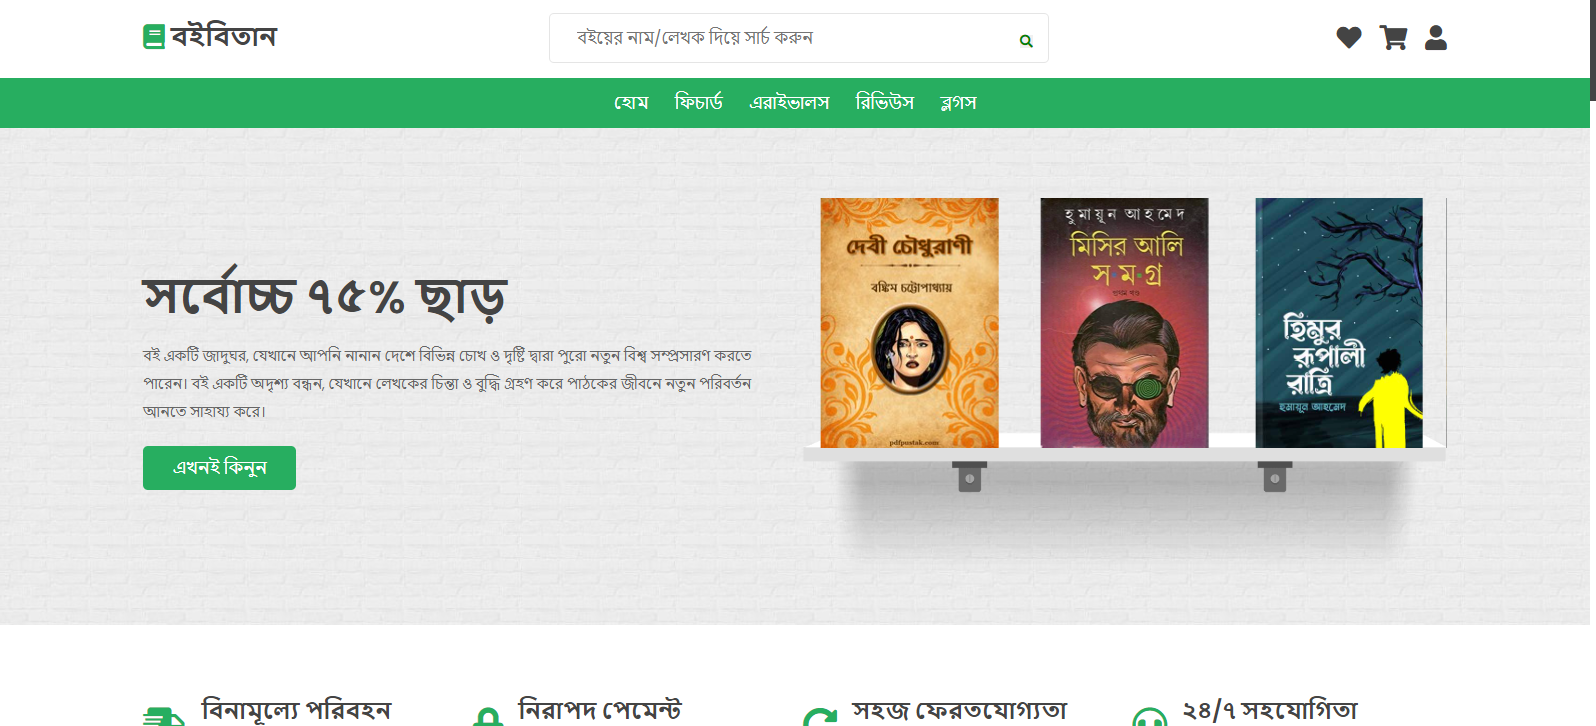 বইবিতান
বইয়ের নাম/লেখক দিয়ে সার্চ করুন
হোম ফিচার্ড এরাইভালস রিভিউস ব্লগস
সর্বোচ্চ ৭৫% ছাড়
বই একটি জাদুঘর, যেখানে আপনি নানান দেশে বিভিন্ন চোখ ও দৃষ্টি দ্বারা পুরো নতুন বিশ্ব সম্প্রসারণ করতে
পারেন। বই একটি অদৃশ্য বন্ধন, যেখানে লেখকের চিন্তা ও বুদ্ধি গ্রহণ করে পাঠকের জীবনে নতুন পরিবর্তন
আনতে সাহায্য করে।
এখনই কিনুন
দেবী চৌধুরাণী
বঙ্কিম চট্টোপাধ্যায়
pdfpustak.com
হুমায়ূন আহমেদ
মিসির আলি
সমগ্র
প্রথম খণ্ড
হিমুর
রূপালী
রাত্রি
হুমায়ূন আহমেদ
বিনামূল্যে পরিবহন
নিরাপদ পেমেন্ট
সহজ ফেরতযোগ্যতা
২৪/৭ সহযোগিতা